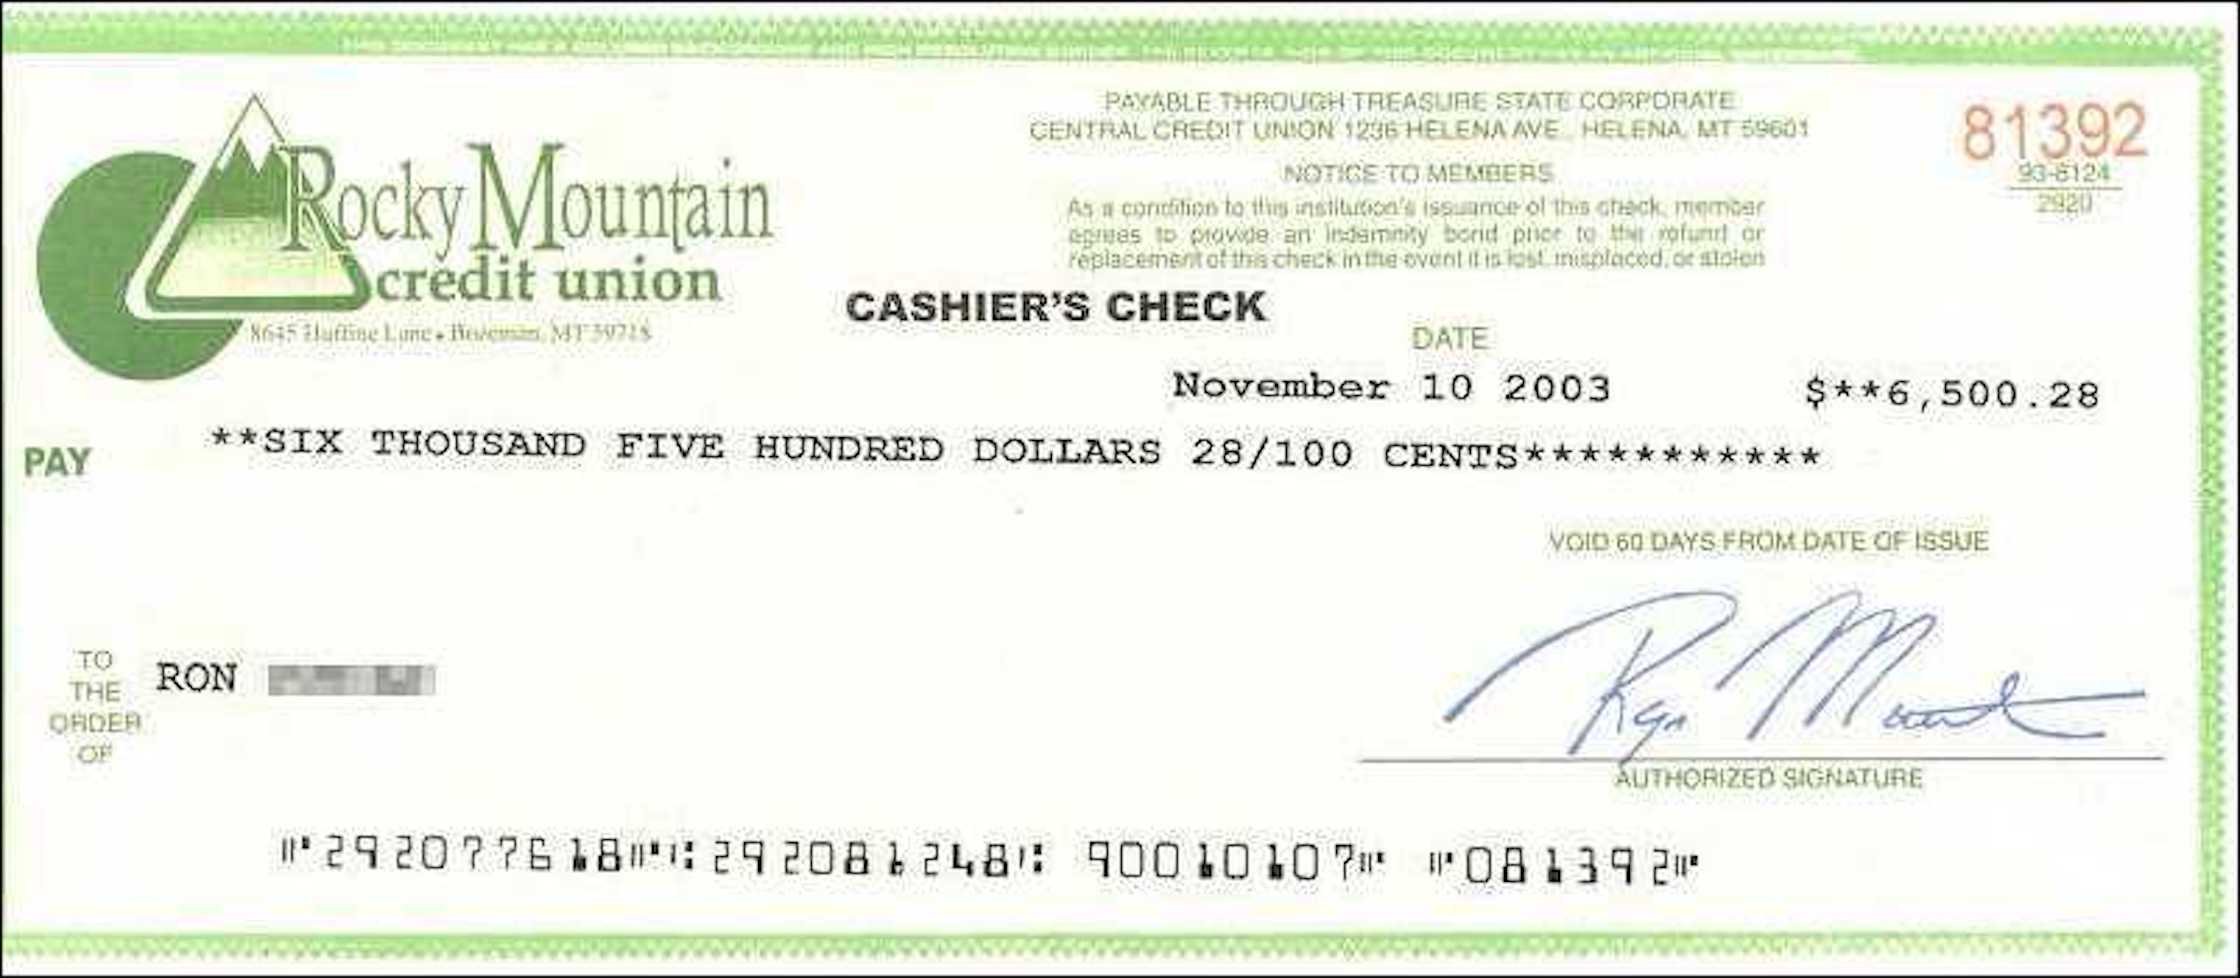 PAYABLE THROUGH TREASURE STATE CORPORATE
CENTRAL CREDIT UNION 1236 HELENA AVE., HELENA, MT 59601
81392
93-8124
2920
NOTICE TO MEMBERS
As a condition to this institution's issuance of this check, member
agrees to provide an indemnity bond prior to the refund or
replacement of this check in the event it is lost, misplaced, or stolen
Rocky Mountain
credit union
8645 Huffine Lane • Bozeman, MT 59718
CASHIER'S CHECK
DATE
November 10 2003 $**6,500.28
PAY **SIX THOUSAND FIVE HUNDRED DOLLARS 28/100 CENTS***********
VOID 60 DAYS FROM DATE OF ISSUE
TO
THE
ORDER
OF
RON
AUTHORIZED SIGNATURE
⑈292077618⑈⑆292081248⑆ 90010107⑈ ⑈081392⑈